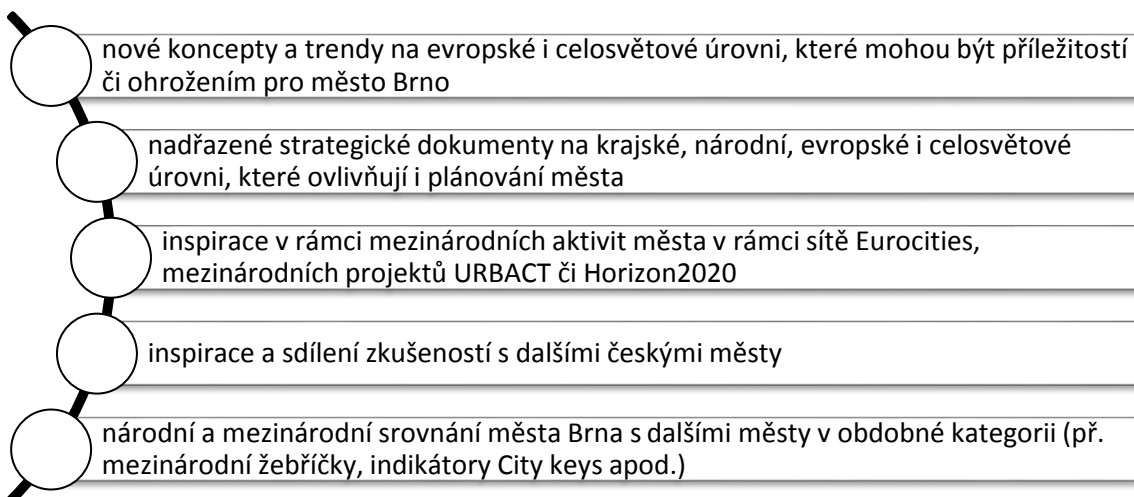 nové koncepty a trendy na evropské i celosvětové úrovni, které mohou být příležitostí
či ohrožením pro město Brno
nadřazené strategické dokumenty na krajské, národní, evropské i celosvětové
úrovni, které ovlivňují i plánování města
inspirace v rámci mezinárodních aktivit města v rámci sítě Eurocities,
mezinárodních projektů URBACT či Horizon2020
inspirace a sdílení zkušeností s dalšími českými městy
národní a mezinárodní srovnání města Brna s dalšími městy v obdobné kategorii (př.
mezinárodní žebříčky, indikátory City keys apod.)